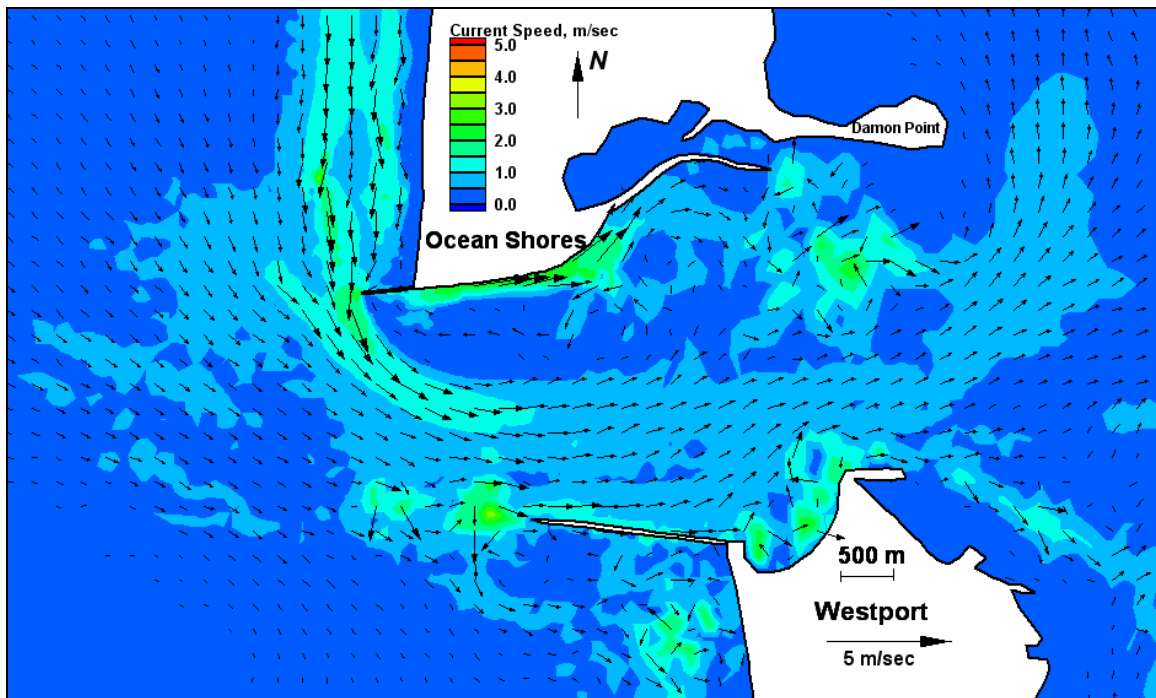 Current Speed, m/sec
5.0
4.0
3.0
2.0
1.0
0.0
N
Damon Point
Ocean Shores
500 m
Westport
5 m/sec